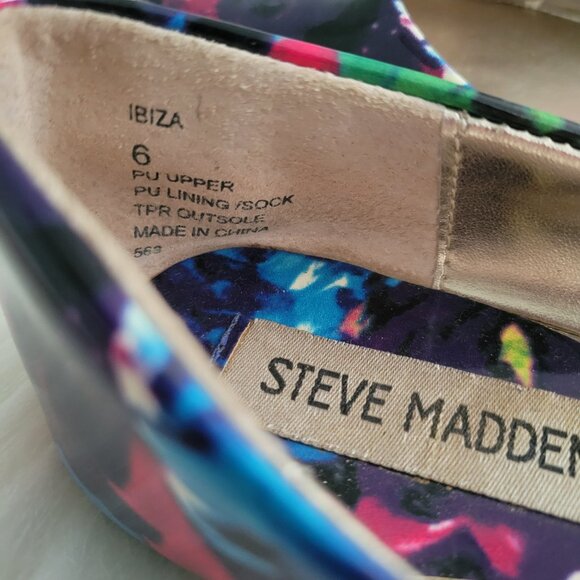 IBIZA
6
PU UPPER
PU LINING /SOCK
TPR OUTSOLE
MADE IN CHINA
563
STEVE MADDEN